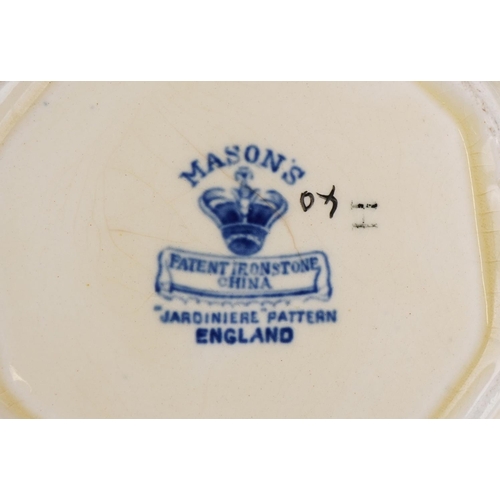 MASON'S
PATENT IRONSTONE
CHINA
"JARDINIERE" PATTERN
ENGLAND